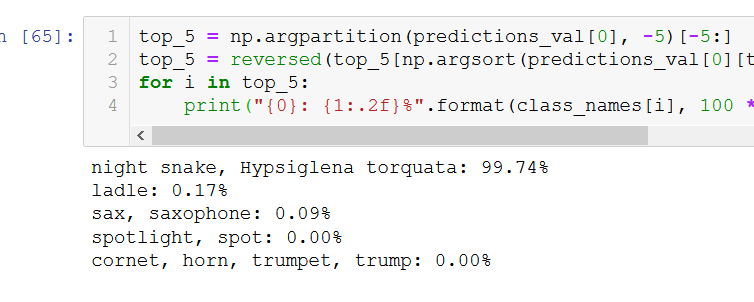 n [65]:
1 top_5 = np.argpartition(predictions_val[0], -5)[-5:]
2 top_5 = reversed(top_5[np.argsort(predictions_val[0][t
3 for i in top_5:
4     print("{0}: {1:.2f}%".format(class_names[i], 100 *
night snake, Hypsiglena torquata: 99.74%
ladle: 0.17%
sax, saxophone: 0.09%
spotlight, spot: 0.00%
cornet, horn, trumpet, trump: 0.00%